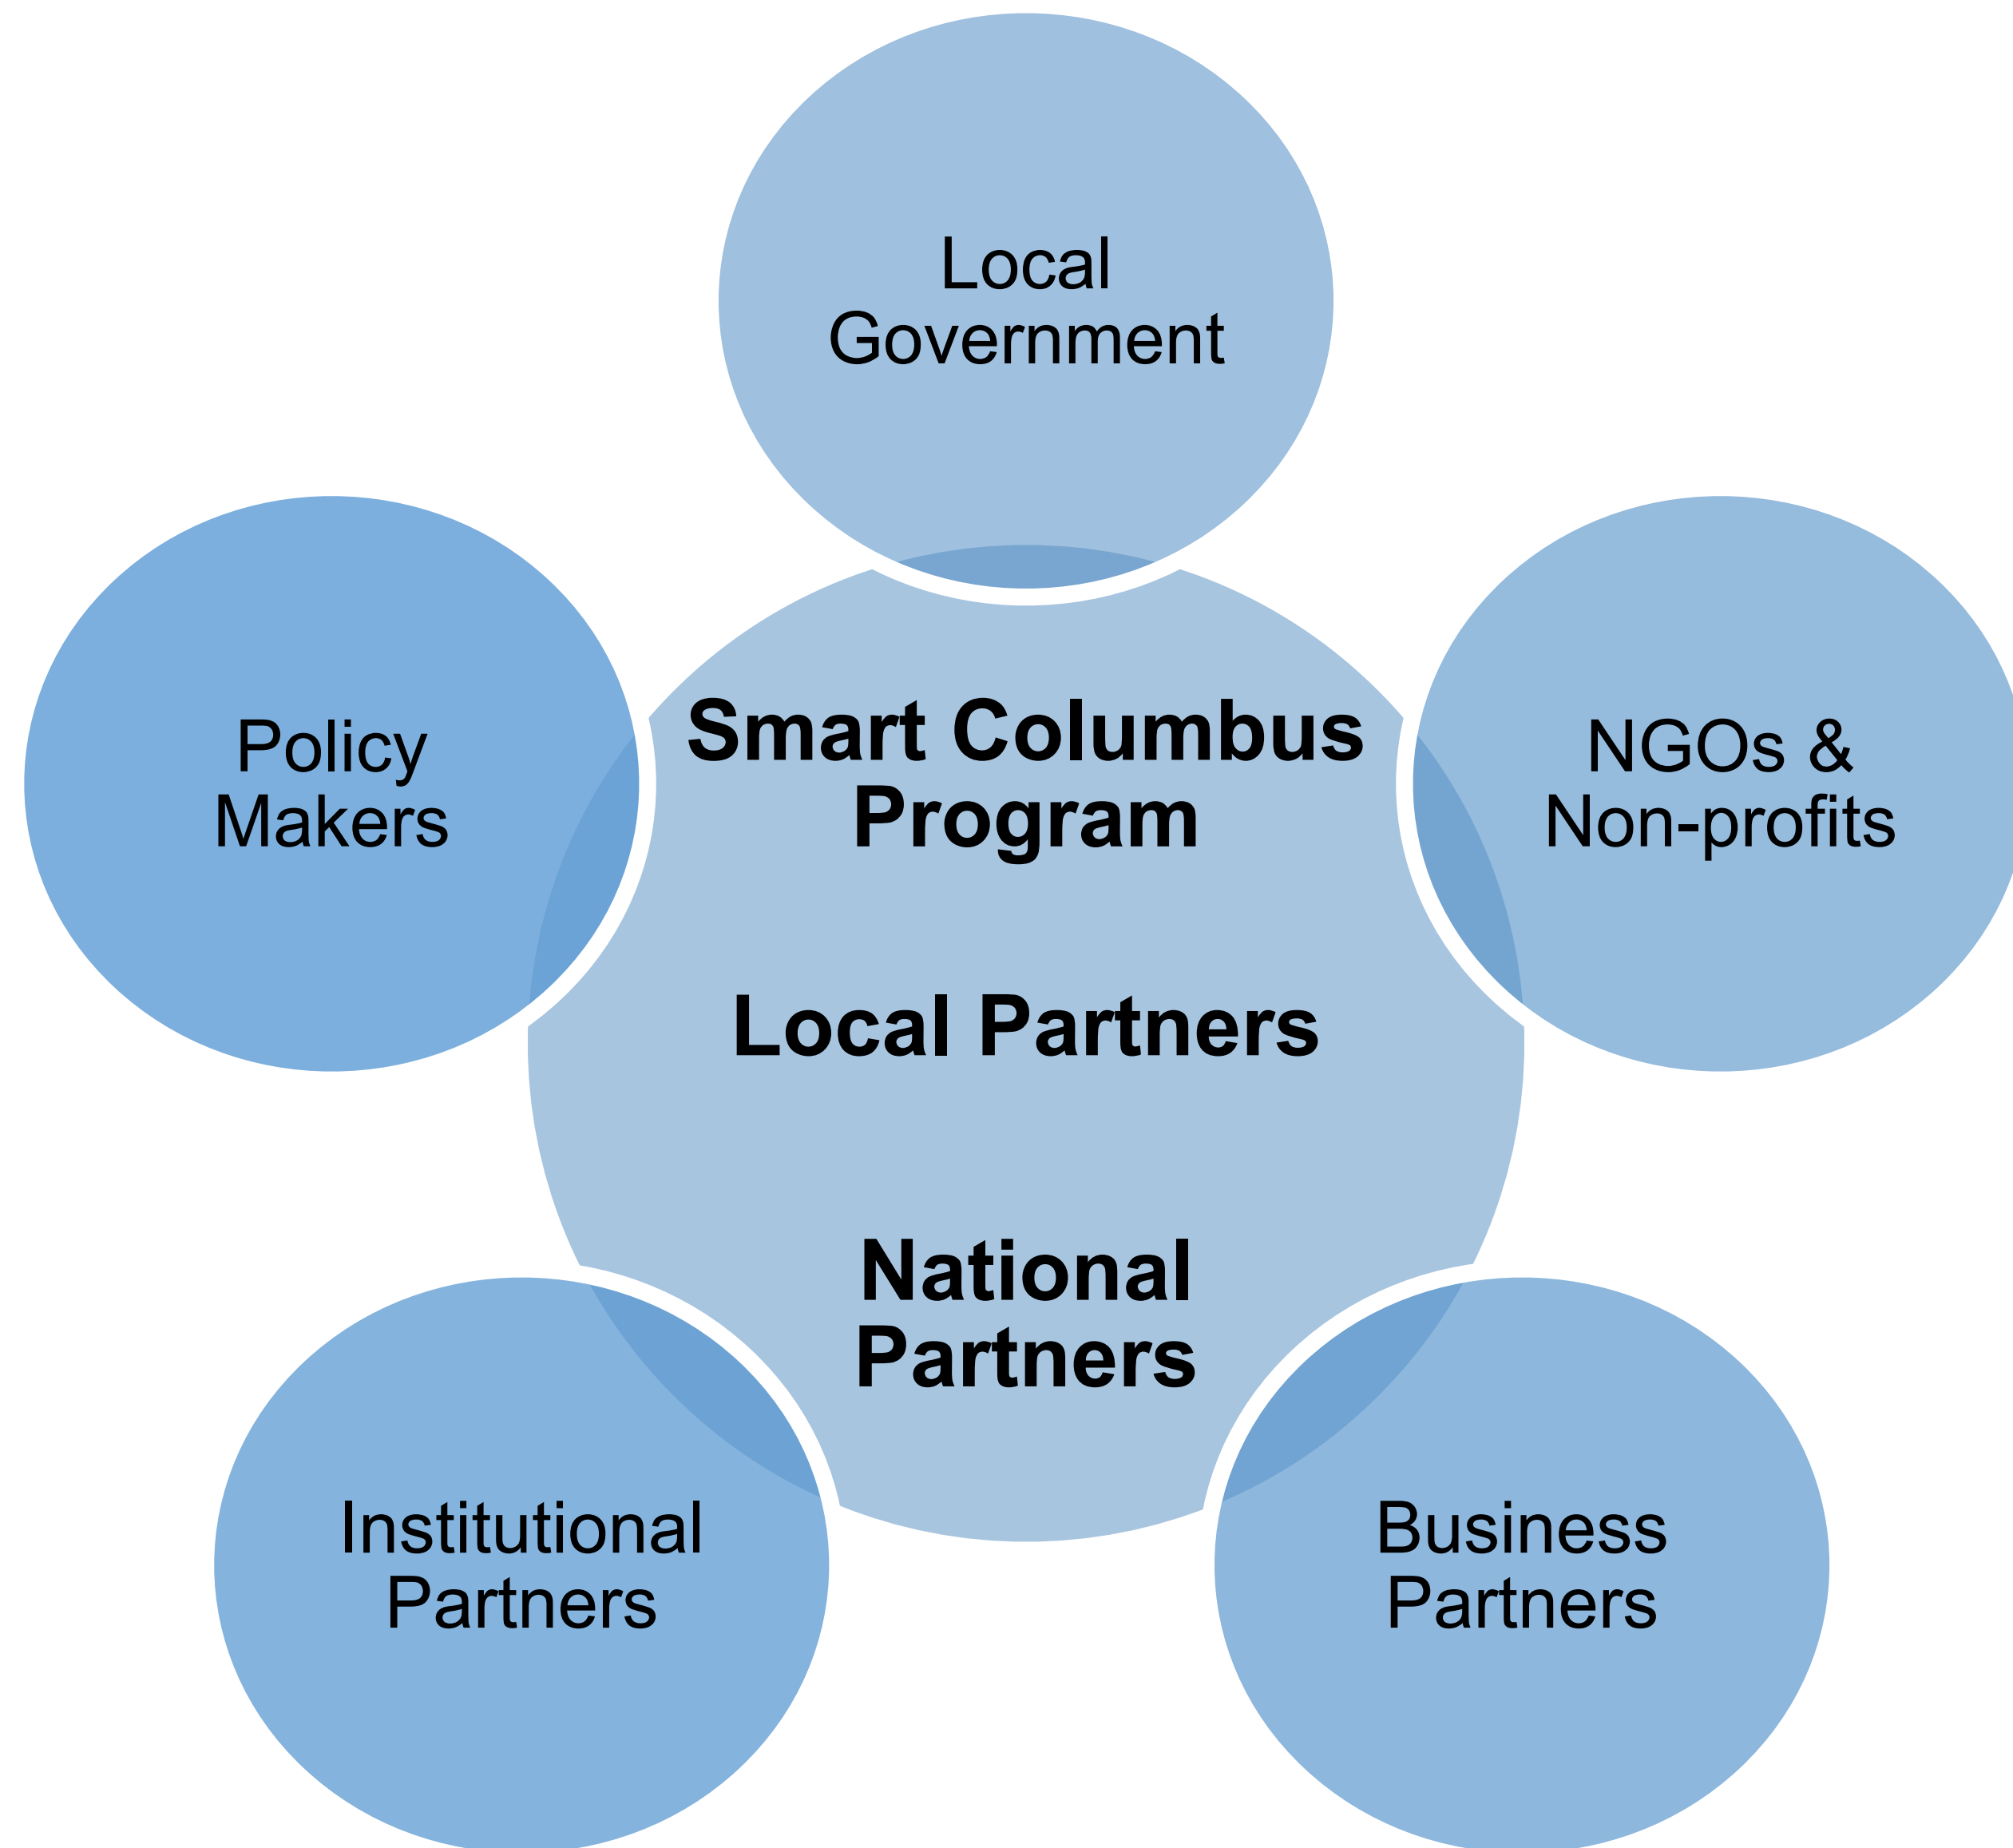 Local
Government
Policy
Makers
Smart Columbus
Program
Local Partners
National
Partners
NGOs &
Non-profits
Institutional
Partners
Business
Partners